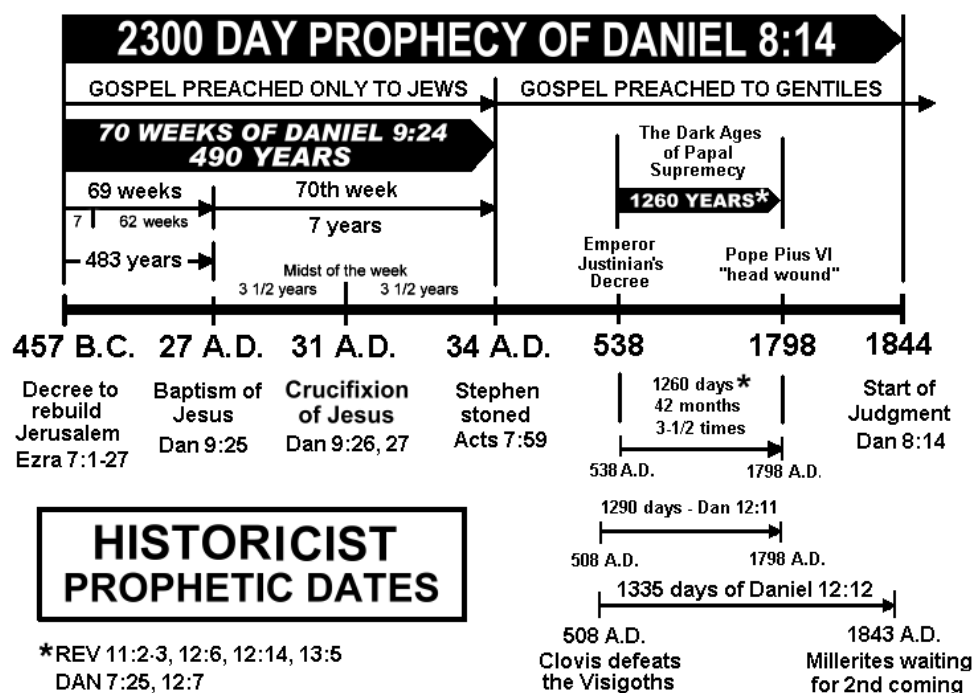 2300 DAY PROPHECY OF DANIEL 8:14
GOSPEL PREACHED ONLY TO JEWS
GOSPEL PREACHED TO GENTILES
70 WEEKS OF DANIEL 9:24
490 YEARS
The Dark Ages
of Papal
Supremecy
1260 YEARS*
69 weeks
70th week
7
62 weeks
7 years
483 years
Midst of the week
3 1/2 years
3 1/2 years
Emperor
Justinian's
Decree
Pope Pius VI
"head wound"
457 B.C.
27 A.D.
31 A.D.
34 A.D.
538
1798
1844
Decree to
rebuild
Jerusalem
Ezra 7:1-27
Baptism of
Jesus
Dan 9:25
Crucifixion
of Jesus
Dan 9:26, 27
Stephen
stoned
Acts 7:59
1260 days*
42 months
3-1/2 times
538 A.D.
1798 A.D.
Start of
Judgment
Dan 8:14
1290 days - Dan 12:11
508 A.D.
1798 A.D.
1335 days of Daniel 12:12
508 A.D.
Clovis defeats
the Visigoths
1843 A.D.
Millerites waiting
for 2nd coming
HISTORICIST
PROPHETIC DATES
*REV 11:2-3, 12:6, 12:14, 13:5
DAN 7:25, 12:7